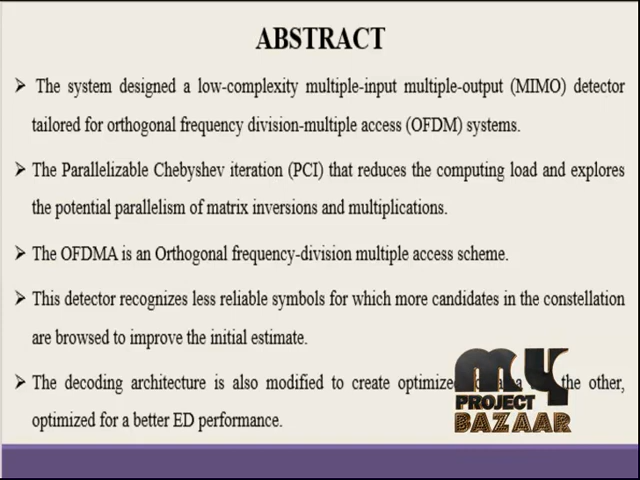 ABSTRACT
➢ The system designed a low-complexity multiple-input multiple-output (MIMO) detector
tailored for orthogonal frequency division-multiple access (OFDM) systems.
➢ The Parallelizable Chebyshev iteration (PCI) that reduces the computing load and explores
the potential parallelism of matrix inversions and multiplications.
➢ The OFDMA is an Orthogonal frequency-division multiple access scheme.
➢ This detector recognizes less reliable symbols for which more candidates in the constellation
are browsed to improve the initial estimate.
➢ The decoding architecture is also modified to create the other,
optimized for a better ED performance.
MY
PROJECT
BAZAAR